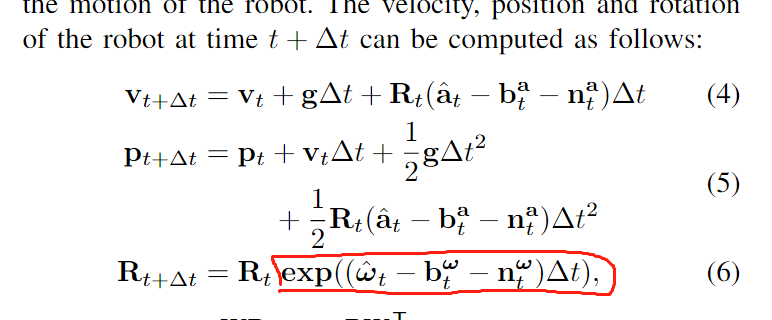 the motion of the robot. The velocity, position and rotation
of the robot at time t + Δt can be computed as follows:
v_{t+Δt} = v_t + gΔt + R_t(â_t − b_t^a − n_t^a)Δt (4)
p_{t+Δt} = p_t + v_tΔt + \frac{1}{2}gΔt^2
+ \frac{1}{2}R_t(â_t − b_t^a − n_t^a)Δt^2 (5)
R_{t+Δt} = R_t exp((ω̂_t − b_t^ω − n_t^ω)Δt), (6)